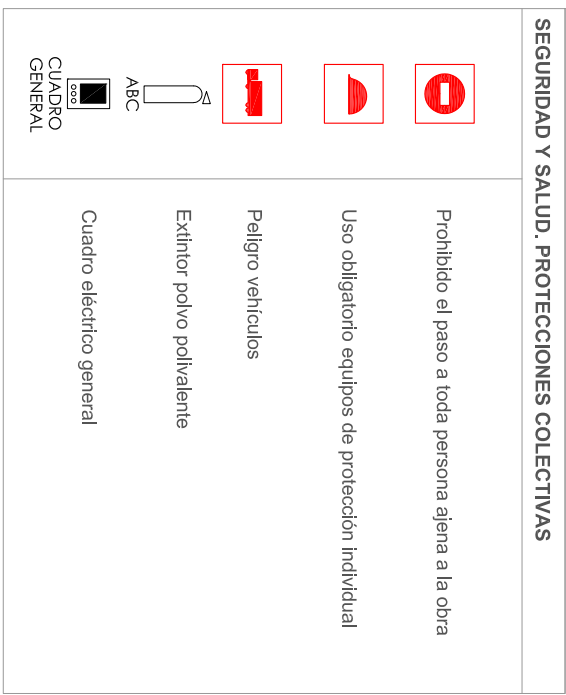 SEGURIDAD Y SALUD. PROTECCIONES COLECTIVAS
Prohibido el paso a toda persona ajena a la obra
Uso obligatorio equipos de protección individual
Peligro vehículos
ABC
Extintor polvo polivalente
CUADRO
GENERAL
Cuadro eléctrico general